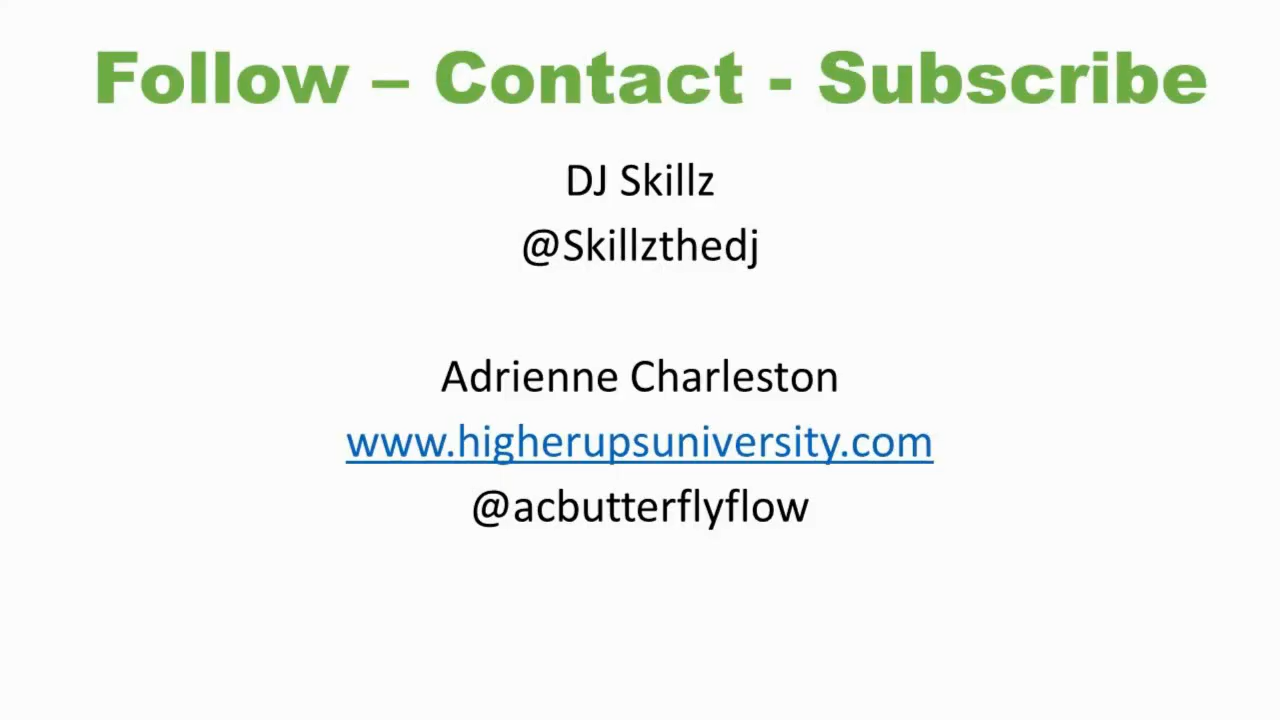 Follow – Contact - Subscribe
DJ Skillz
@Skillzthedj
Adrienne Charleston
www.higherupsuniversity.com
@acbutterflyflow